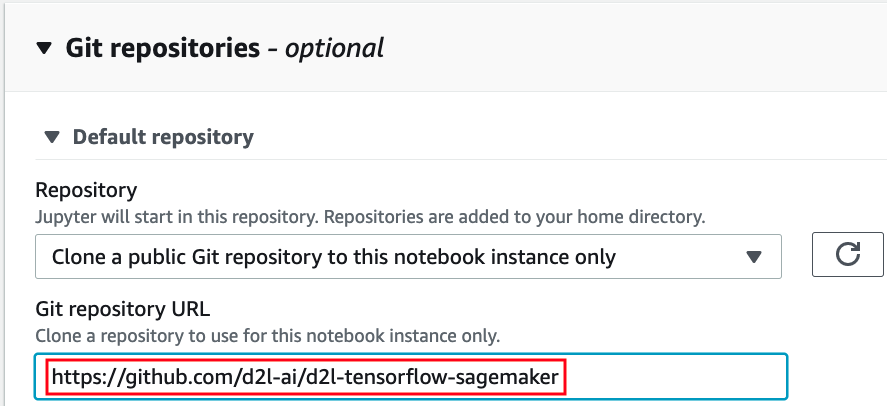 Git repositories - optional
Default repository
Repository
Jupyter will start in this repository. Repositories are added to your home directory.
Clone a public Git repository to this notebook instance only
Git repository URL
Clone a repository to use for this notebook instance only.
https://github.com/d2l-ai/d2l-tensorflow-sagemaker